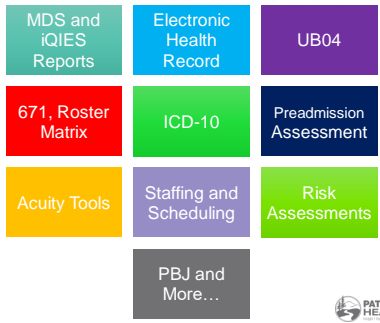 MDS and
iQIES
Reports
Electronic
Health
Record
UB04
671, Roster
Matrix
ICD-10
Preadmission
Assessment
Acuity Tools
Staffing and
Scheduling
Risk
Assessments
PBJ and
More…